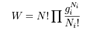 W = N! ∏ g_i^{N_i} / N_i!